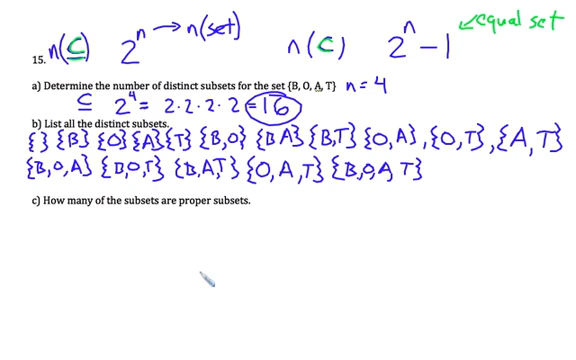 n(⊆) 2^n → n(set) n(⊂) 2^n - 1 ↙equal set
15.
a) Determine the number of distinct subsets for the set {B, O, A, T} n = 4
⊆ 2^4 = 2·2·2·2 = 16
b) List all the distinct subsets.
{ } {B} {O} {A} {T} {B,O} {B A} {B,T} {O,A}, {O,T}, {A,T}
{B,O,A} {B,O,T} {B,A,T} {O,A,T} {B,O,A T}
c) How many of the subsets are proper subsets.